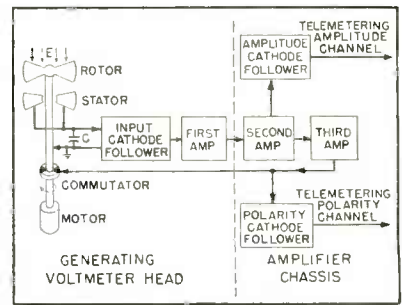 TELEMETERING
AMPLITUDE
CHANNEL
E
ROTOR
AMPLITUDE
CATHODE
FOLLOWER
STATOR
C
INPUT
CATHODE
FOLLOWER
FIRST
AMP
SECOND
AMP
THIRD
AMP
COMMUTATOR
MOTOR
TELEMETERING
POLARITY
CHANNEL
POLARITY
CATHODE
FOLLOWER
GENERATING
VOLTMETER HEAD
AMPLIFIER
CHASSIS